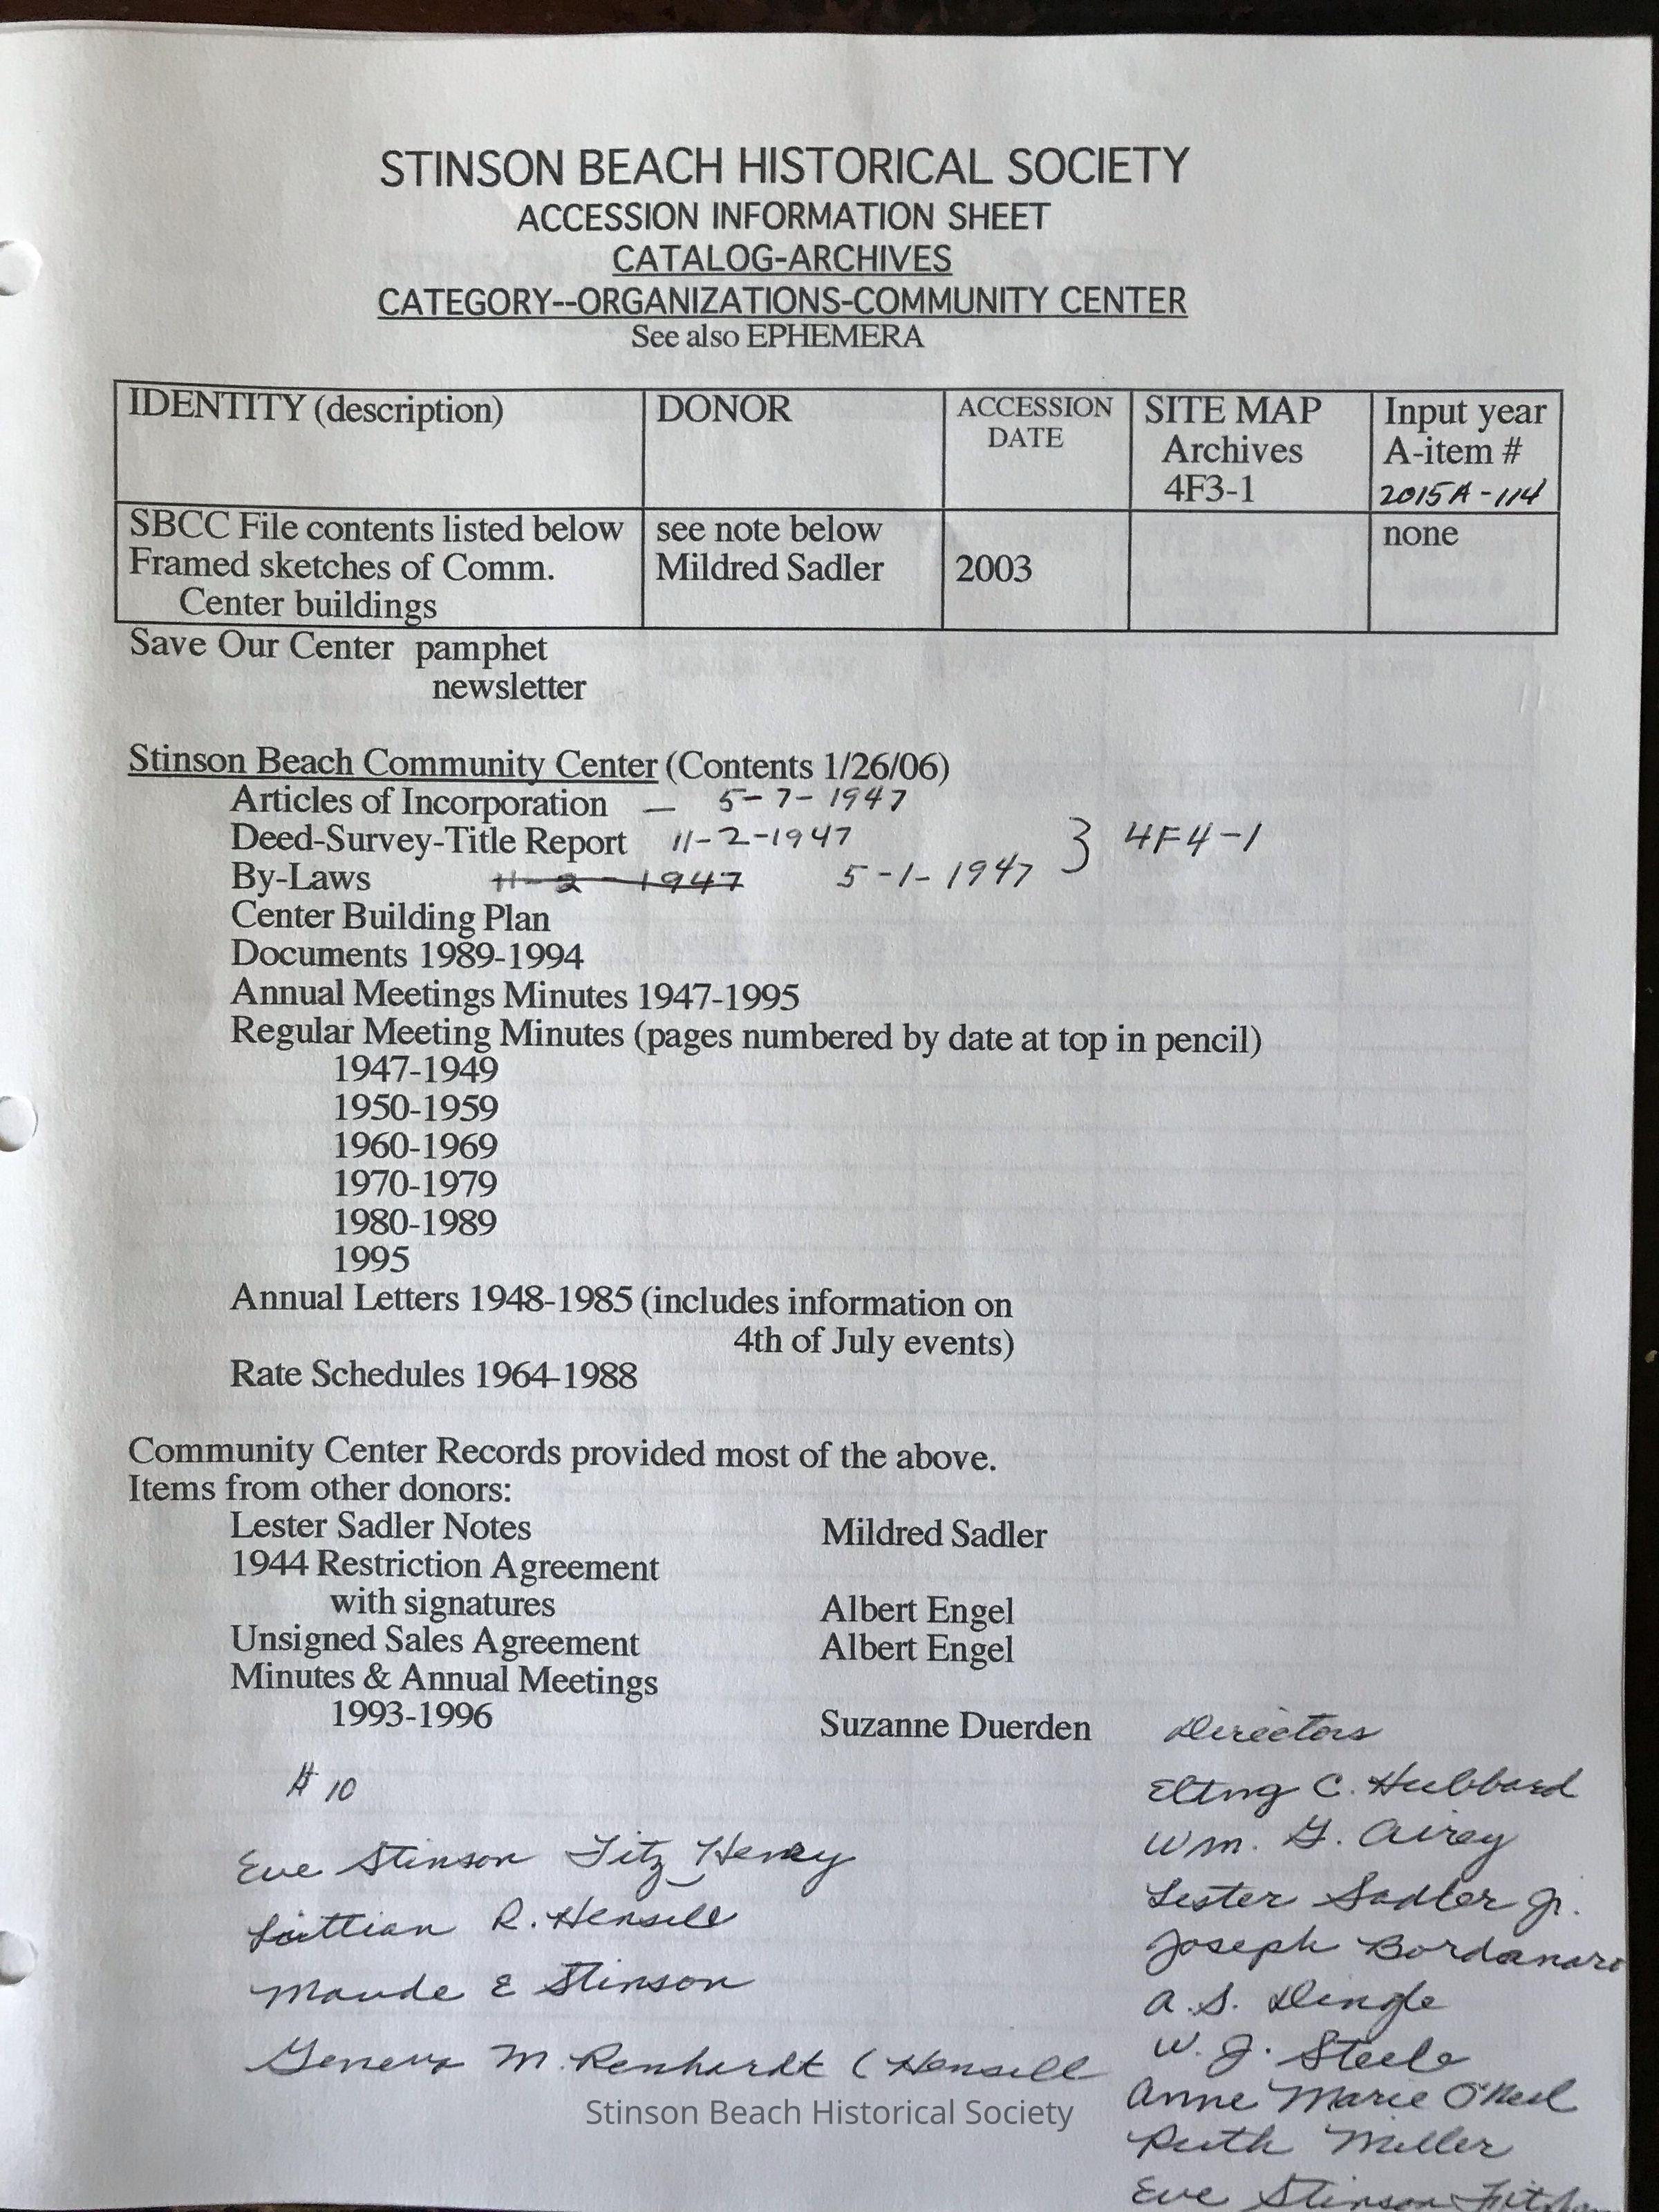 STINSON BEACH HISTORICAL SOCIETY
ACCESSION INFORMATION SHEET
CATALOG-ARCHIVES
CATEGORY--ORGANIZATIONS-COMMUNITY CENTER
See also EPHEMERA
IDENTITY (description) DONOR ACCESSION DATE SITE MAP Archives 4F3-1 Input year A-item # 2015A-114
SBCC File contents listed below see note below none
Framed sketches of Comm. Mildred Sadler 2003
Center buildings
Save Our Center pamphet
newsletter
Stinson Beach Community Center (Contents 1/26/06)
Articles of Incorporation — 5-7-1947
Deed-Survey-Title Report 11-2-1947 } 4F4-1
By-Laws 11-2-1947 5-1-1947
Center Building Plan
Documents 1989-1994
Annual Meetings Minutes 1947-1995
Regular Meeting Minutes (pages numbered by date at top in pencil)
1947-1949
1950-1959
1960-1969
1970-1979
1980-1989
1995
Annual Letters 1948-1985 (includes information on
4th of July events)
Rate Schedules 1964-1988
Community Center Records provided most of the above.
Items from other donors:
Lester Sadler Notes Mildred Sadler
1944 Restriction Agreement
with signatures Albert Engel
Unsigned Sales Agreement Albert Engel
Minutes & Annual Meetings
1993-1996 Suzanne Duerden
# 10
Eve Stinson Fitz Henry
Lillian R. Hensill
Maude E Stinson
Geneva M. Renhardt (Hensill
Directors
Elting C. Hubbard
Wm. G. Airey
Lester Sadler Jr.
Joseph Bordanaro
A.S. Dingle
W. J. Steele
Anne Marie O'Neil
Ruth Miller
Eve Stinson
Stinson Beach Historical Society